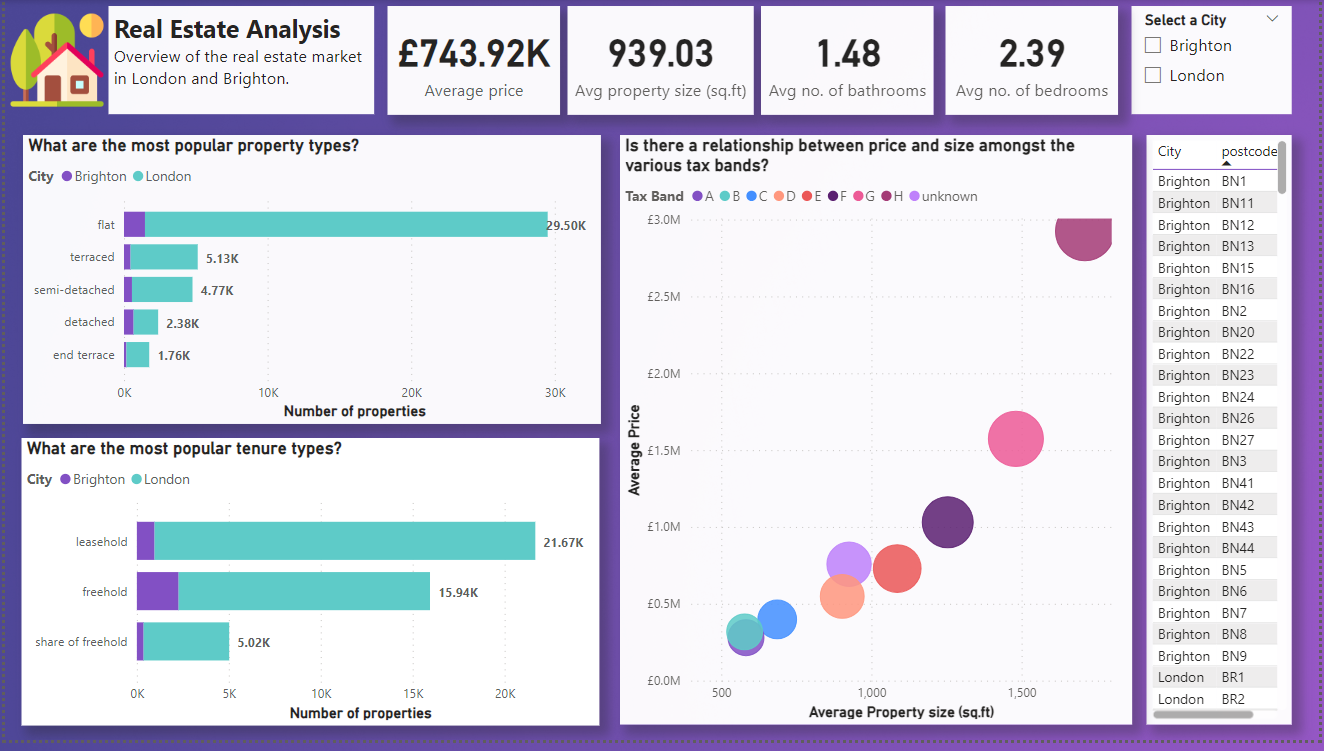 Real Estate Analysis
Overview of the real estate market
in London and Brighton.
£743.92K
Average price
939.03
Avg property size (sq.ft)
1.48
Avg no. of bathrooms
2.39
Avg no. of bedrooms
Select a City
Brighton
London
What are the most popular property types?
City Brighton London
flat 29.50K
terraced 5.13K
semi-detached 4.77K
detached 2.38K
end terrace 1.76K
0K 10K 20K 30K
Number of properties
What are the most popular tenure types?
City Brighton London
leasehold 21.67K
freehold 15.94K
share of freehold 5.02K
0K 5K 10K 15K 20K
Number of properties
Is there a relationship between price and size amongst the
various tax bands?
Tax Band A B C D E F G H unknown
£3.0M
£2.5M
£2.0M
£1.5M
£1.0M
£0.5M
£0.0M
Average Price
500 1,000 1,500
Average Property size (sq.ft)
City postcode
Brighton BN1
Brighton BN11
Brighton BN12
Brighton BN13
Brighton BN15
Brighton BN16
Brighton BN2
Brighton BN20
Brighton BN22
Brighton BN23
Brighton BN24
Brighton BN26
Brighton BN27
Brighton BN3
Brighton BN41
Brighton BN42
Brighton BN43
Brighton BN44
Brighton BN5
Brighton BN6
Brighton BN7
Brighton BN8
Brighton BN9
London BR1
London BR2